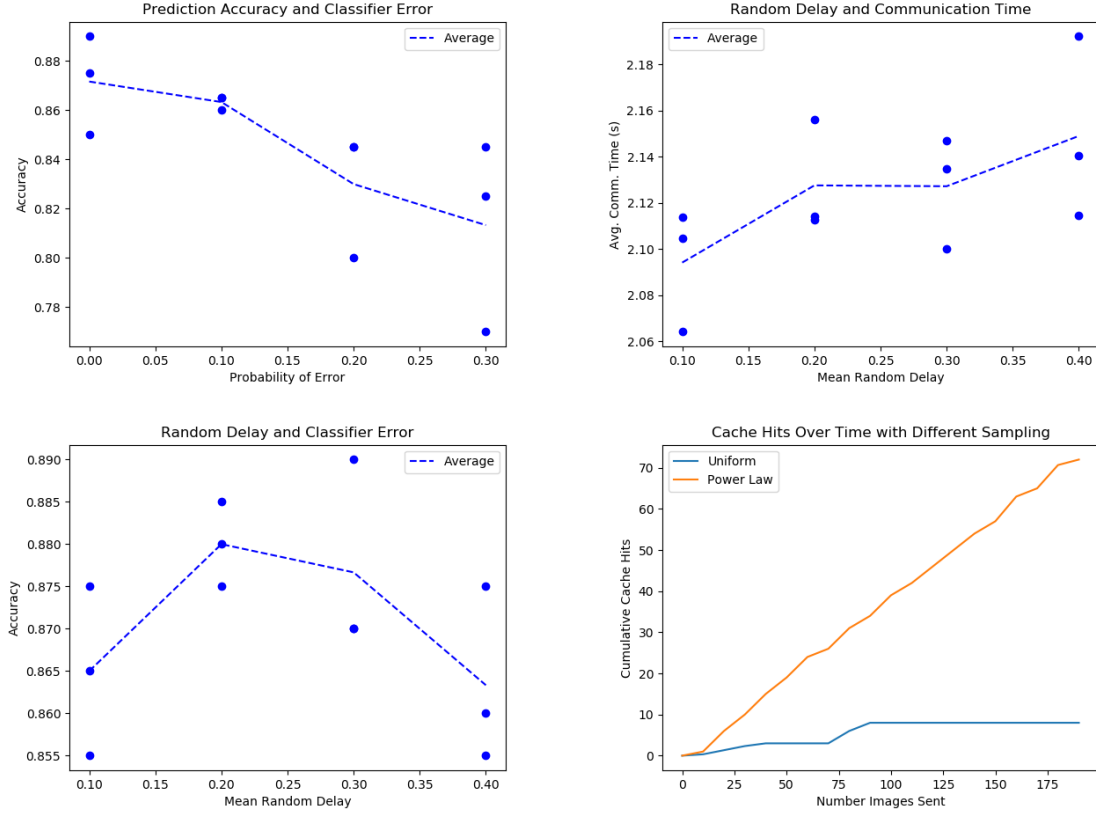 Prediction Accuracy and Classifier Error
Average
0.88
0.86
0.84
0.82
0.80
0.78
Accuracy
0.00 0.05 0.10 0.15 0.20 0.25 0.30
Probability of Error
Random Delay and Communication Time
Average
2.18
2.16
2.14
2.12
2.10
2.08
2.06
Avg. Comm. Time (s)
0.10 0.15 0.20 0.25 0.30 0.35 0.40
Mean Random Delay
Random Delay and Classifier Error
Average
0.890
0.885
0.880
0.875
0.870
0.865
0.860
0.855
Accuracy
0.10 0.15 0.20 0.25 0.30 0.35 0.40
Mean Random Delay
Cache Hits Over Time with Different Sampling
Uniform
Power Law
70
60
50
40
30
20
10
0
Cumulative Cache Hits
0 25 50 75 100 125 150 175
Number Images Sent